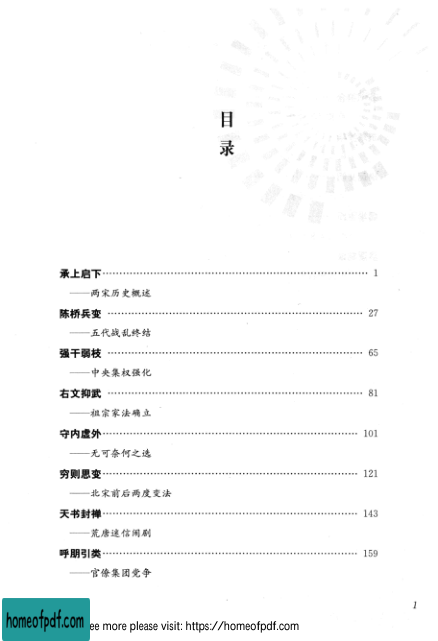 目
录
承上启下 1
——两宋历史概述
陈桥兵变 27
——五代战乱终结
强干弱枝 65
——中央集权强化
右文抑武 81
——祖宗家法确立
守内虚外 101
——无可奈何之选
穷则思变 121
——北宋前后两度变法
天书封禅 143
——荒唐迷信闹剧
呼朋引类 159
——官僚集团党争
1
homeofpdf.com
ee more please visit: https://homeofpdf.com